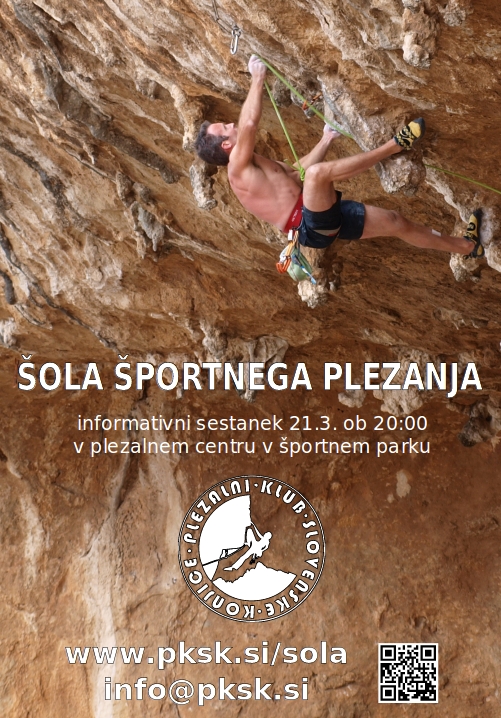 ŠOLA ŠPORTNEGA PLEZANJA
informativni sestanek 21.3. ob 20:00
v plezalnem centru v športnem parku
PLEZALNI · KLUB · SLOVENSKE · KONJICE ·
www.pksk.si/sola
info@pksk.si